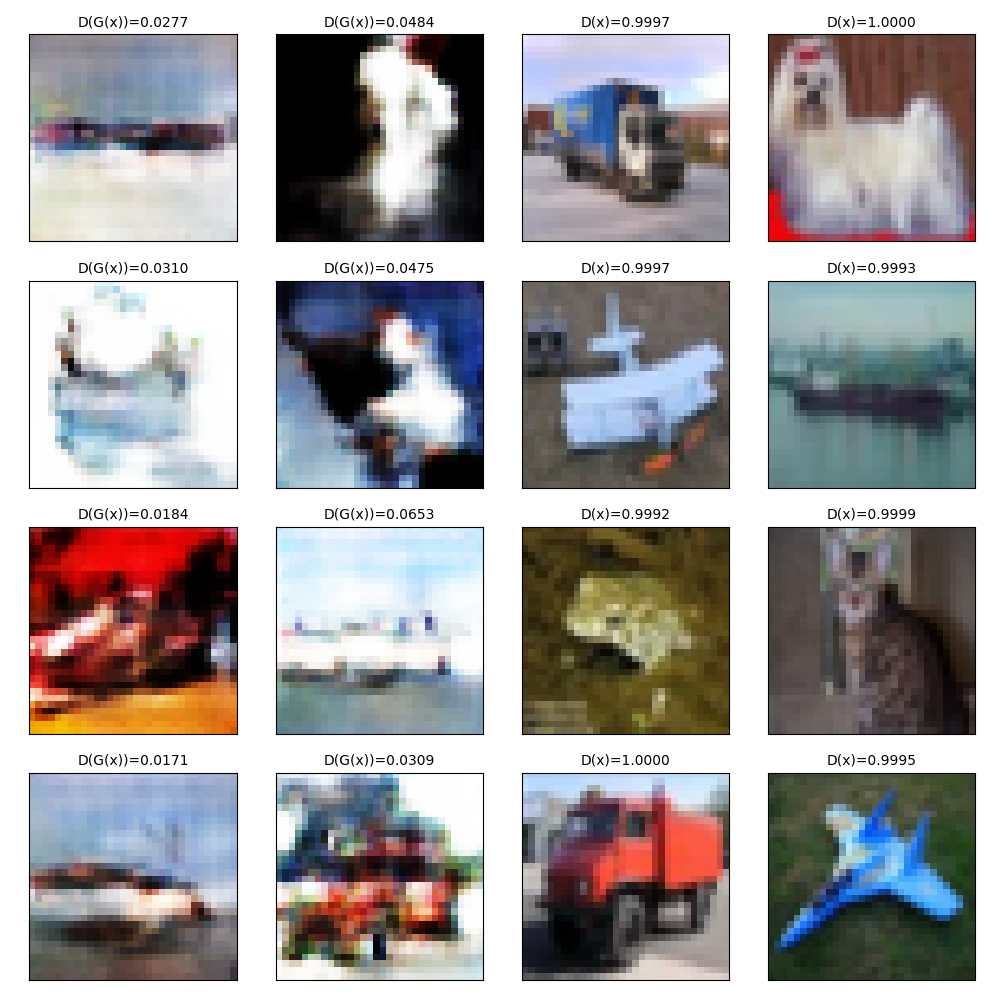 D(G(x))=0.0277
D(G(x))=0.0484
D(x)=0.9997
D(x)=1.0000
D(G(x))=0.0310
D(G(x))=0.0475
D(x)=0.9997
D(x)=0.9993
D(G(x))=0.0184
D(G(x))=0.0653
D(x)=0.9992
D(x)=0.9999
D(G(x))=0.0171
D(G(x))=0.0309
D(x)=1.0000
D(x)=0.9995